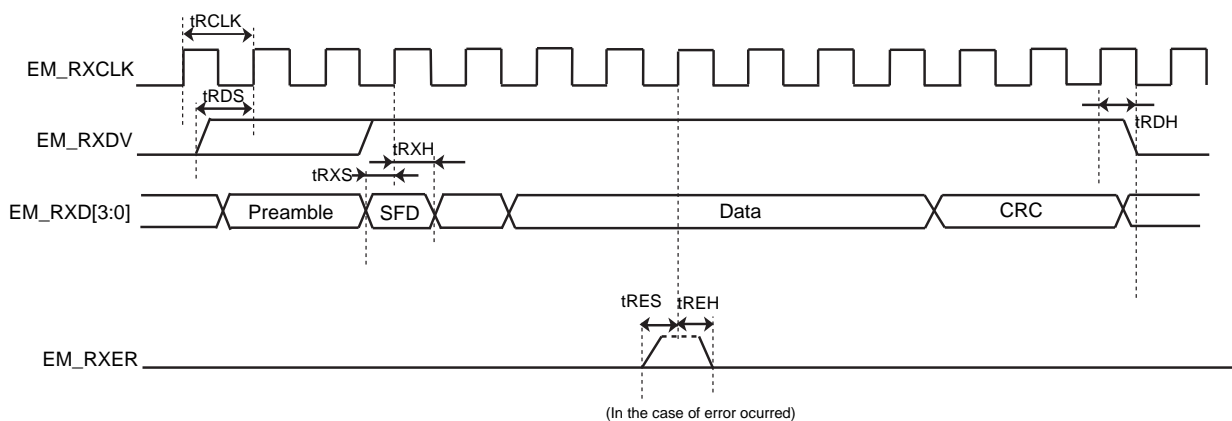 tRCLK
EM_RXCLK
tRDS
tRDH
EM_RXDV
tRXH
tRXS
EM_RXD[3:0]
Preamble
SFD
Data
CRC
tRES
tREH
EM_RXER
(In the case of error ocurred)